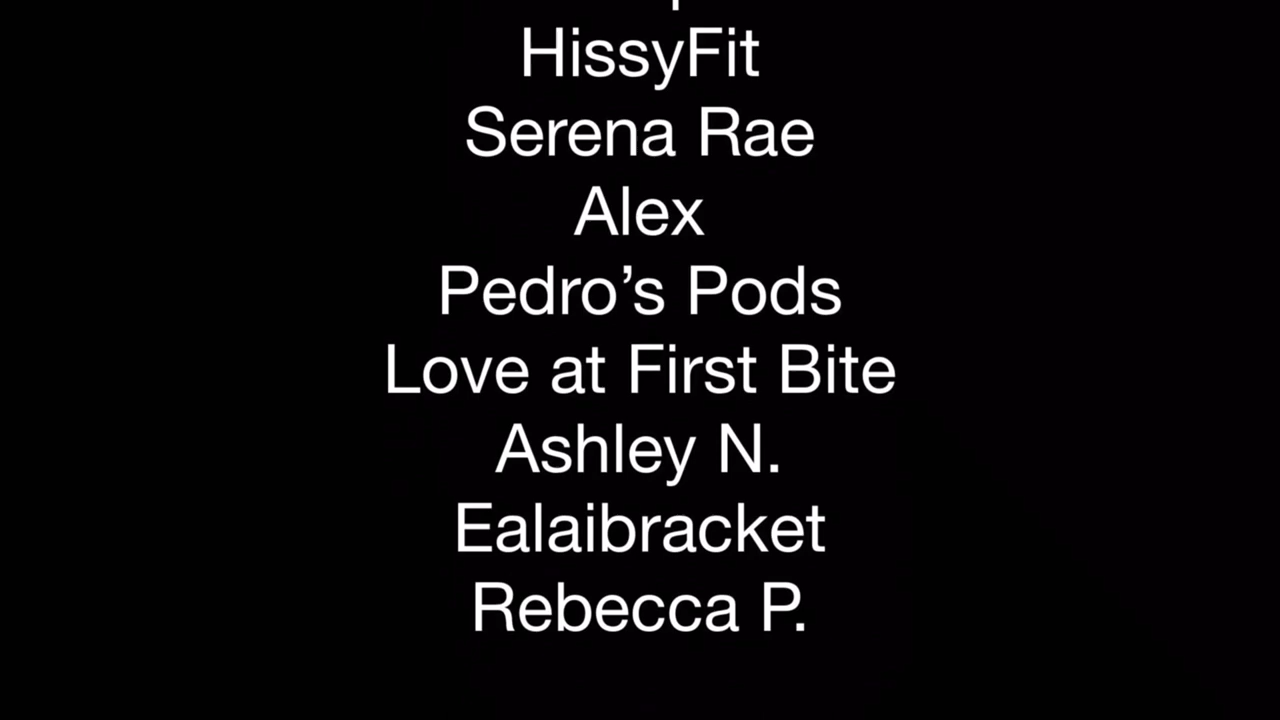 HissyFit
Serena Rae
Alex
Pedro’s Pods
Love at First Bite
Ashley N.
Ealaibracket
Rebecca P.